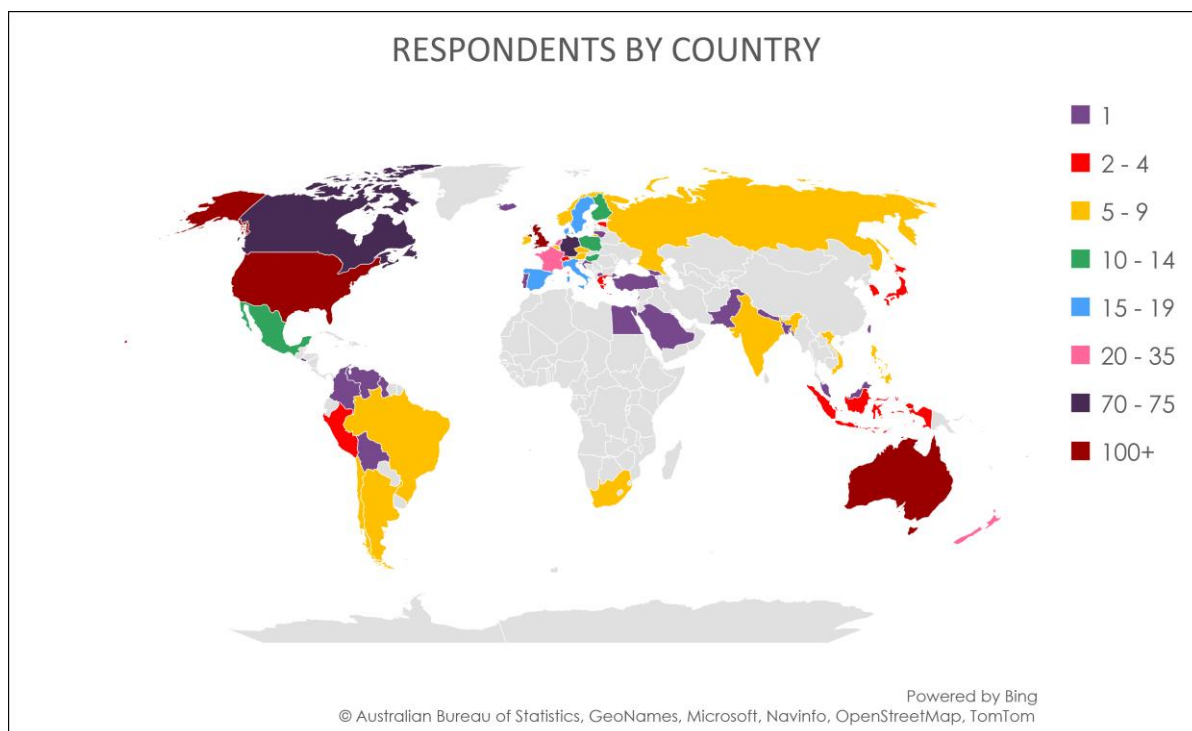 RESPONDENTS BY COUNTRY
1
2 - 4
5 - 9
10 - 14
15 - 19
20 - 35
70 - 75
100+
Powered by Bing
© Australian Bureau of Statistics, GeoNames, Microsoft, Navinfo, OpenStreetMap, TomTom